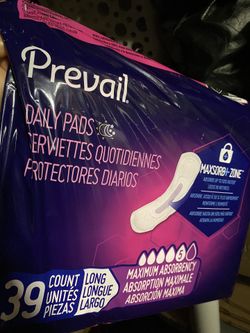 Prevail®
DAILY PADS
SERVIETTES QUOTIDIENNES
PROTECTORES DIARIOS
MAXSORB
ZONE™
39
COUNT
UNITÉS
PIEZAS
LONG
LONGUE
LARGO
5
MAXIMUM ABSORBENCY
ABSORPTION MAXIMALE
ABSORCIÓN MÁXIMA